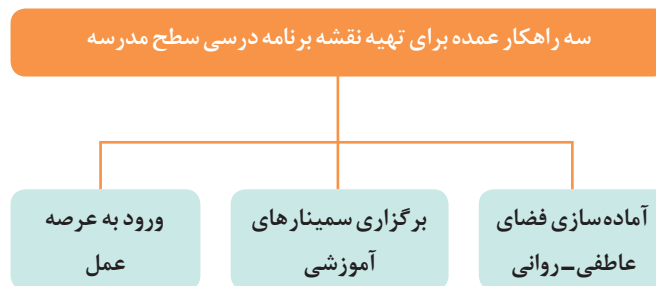 سه راهکار عمده برای تهیه نقشه برنامه درسی سطح مدرسه
آماده‌سازی فضای
عاطفی‌ـ‌روانی
برگزاری سمینارهای
آموزشی
ورود به عرصه
عمل